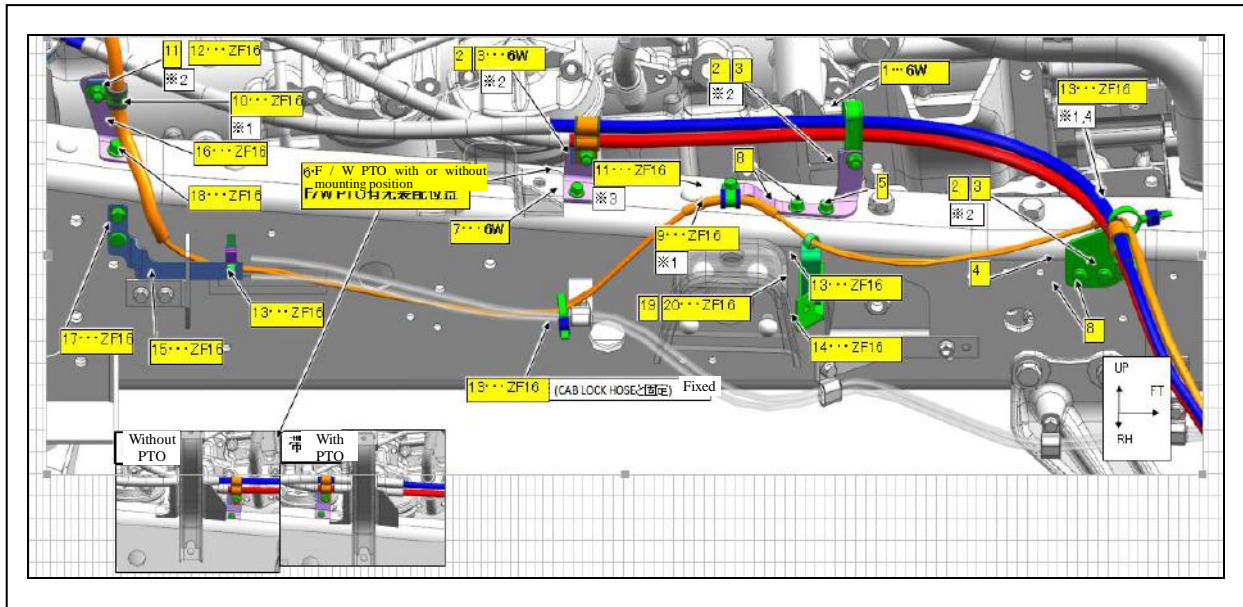 11 12・・・ZF16
※2
2 3・・・6W
※2
2 3
※2
1・・・6W
13・・・ZF16
※1,4
10・・・ZF16
※1
16・・・ZF16
18・・・ZF16
6・F / W PTO with or without
mounting position
7・・・6W
11・・・ZF16
※3
8
5
2 3
※2
9・・・ZF16
※1
4
8
17・・・ZF16
15・・・ZF16
13・・・ZF16
19 20・・・ZF16
13・・・ZF16
14・・・ZF16
13・・・ZF16 (CAB LOCK HOSEと固定) Fixed
UP
FT
RH
Without
PTO
With
PTO